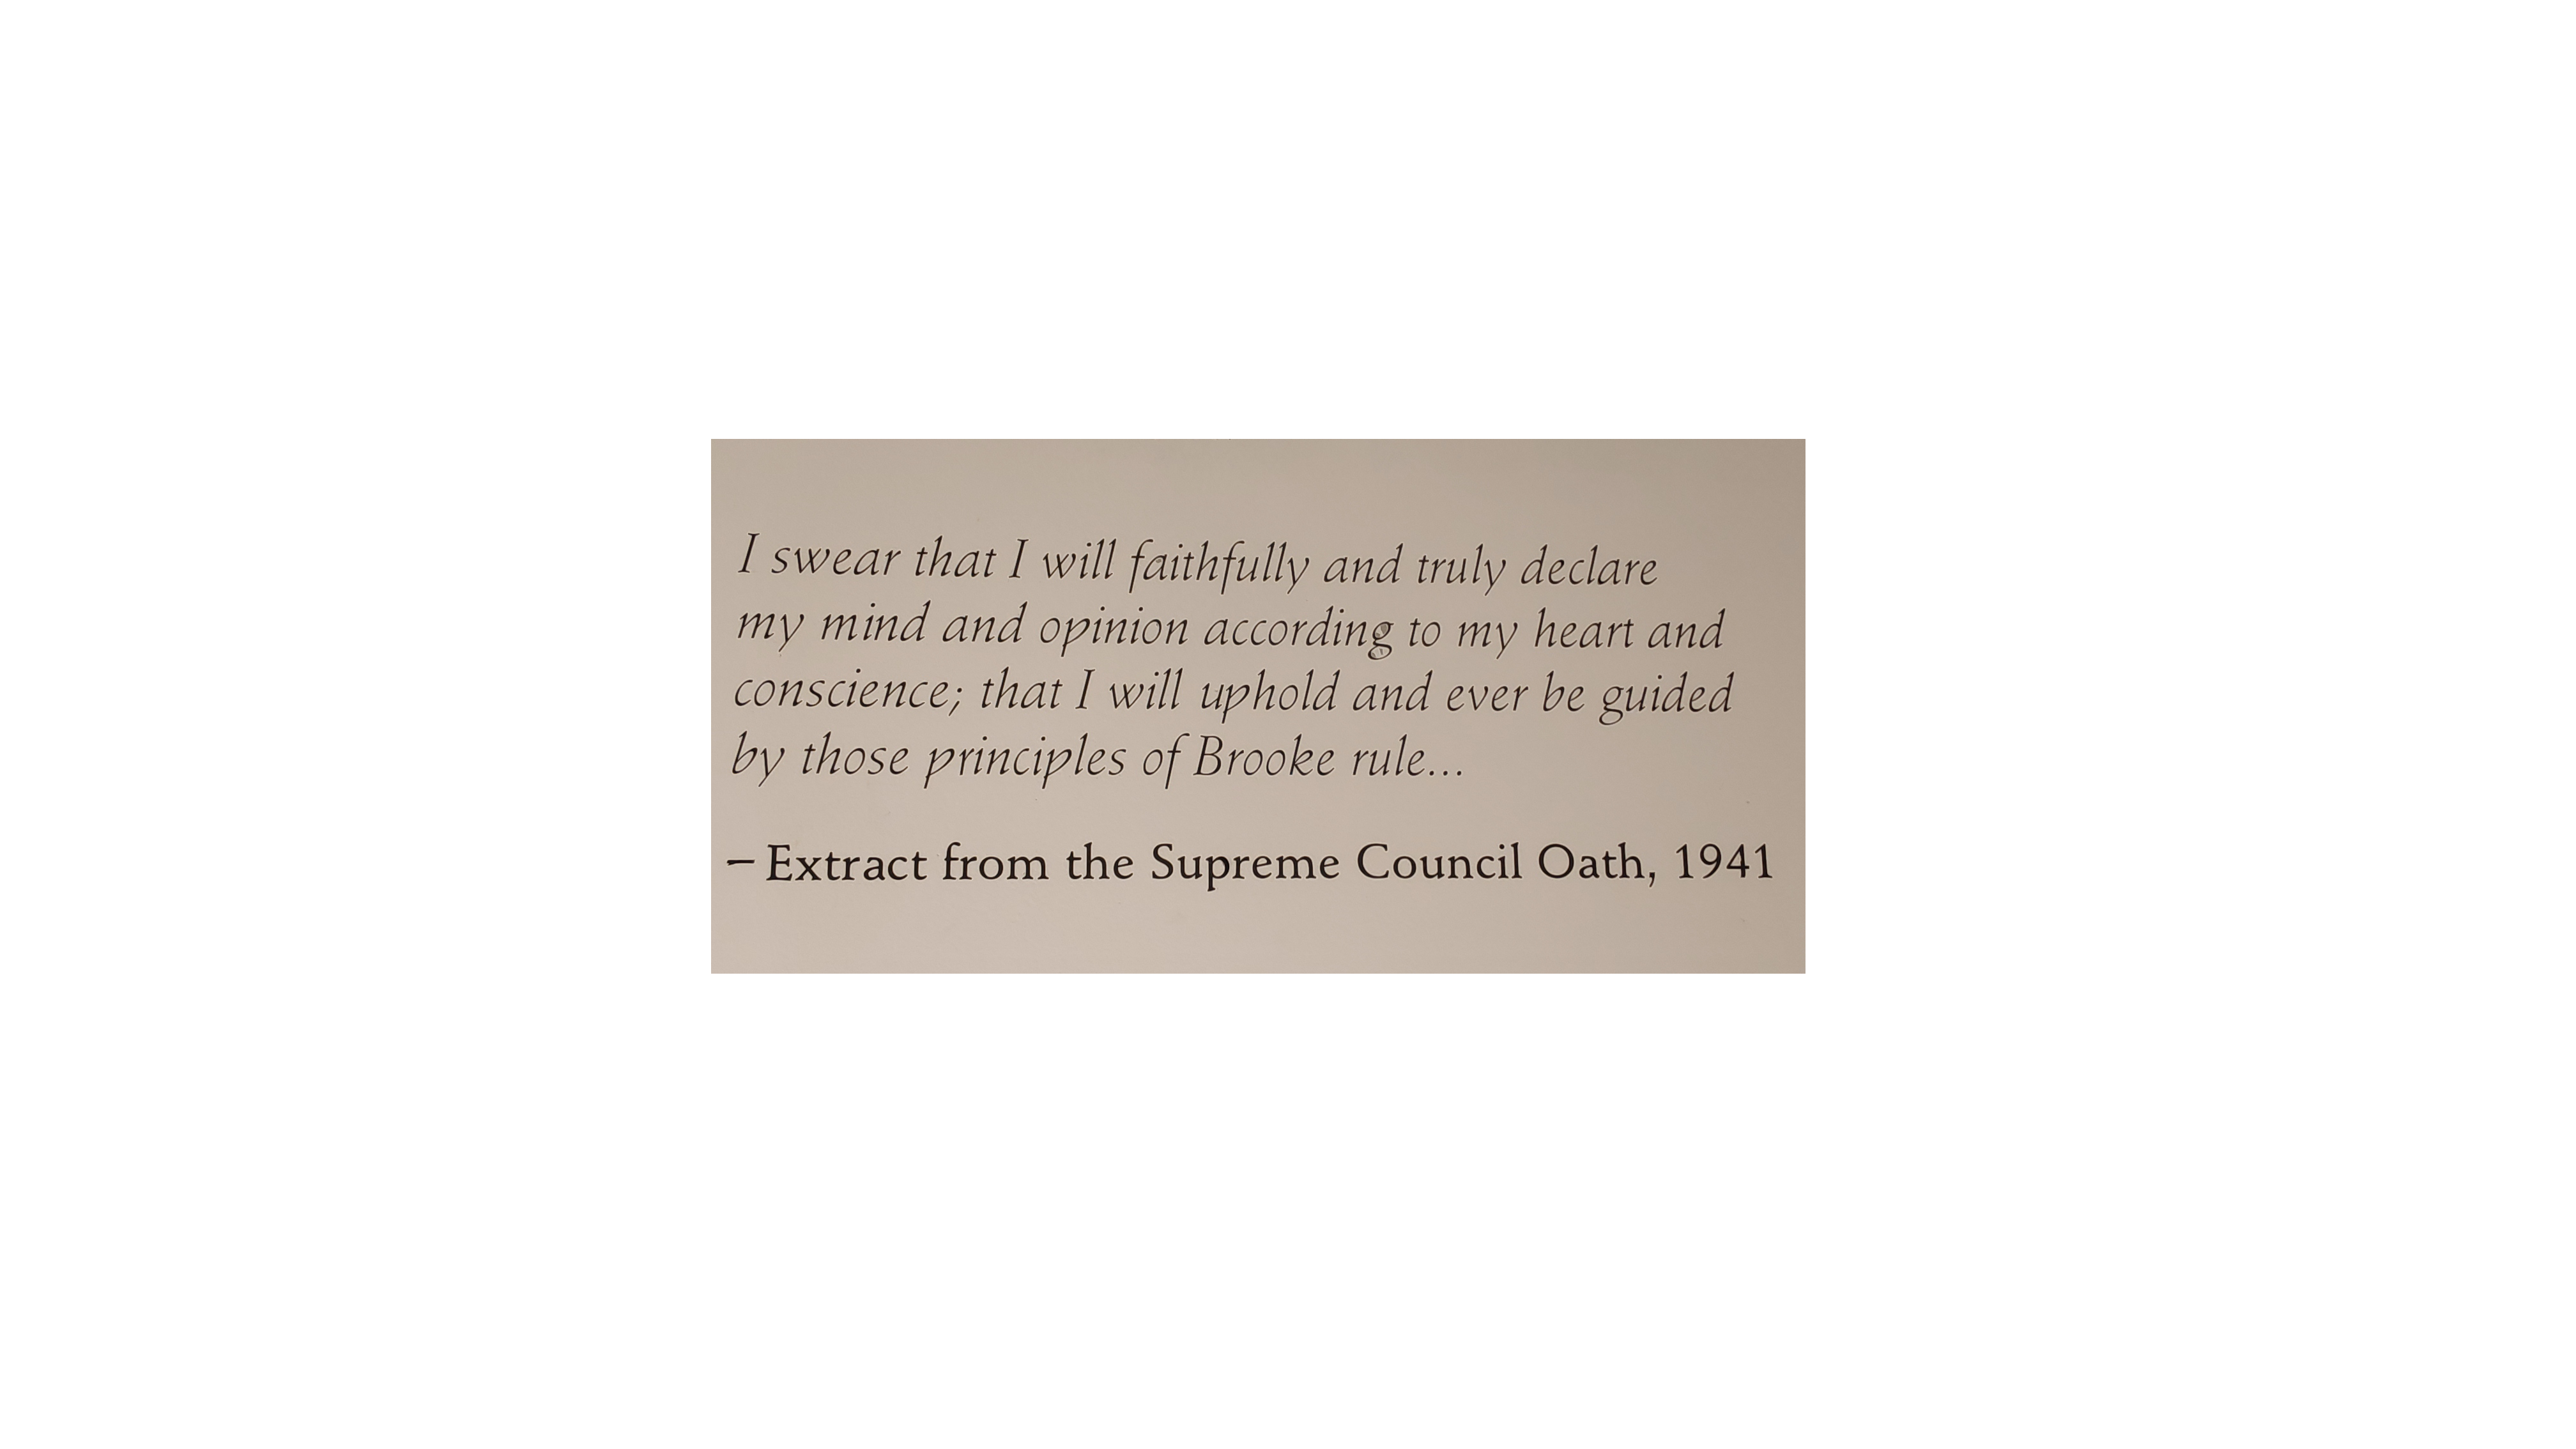 I swear that I will faithfully and truly declare
my mind and opinion according to my heart and
conscience; that I will uphold and ever be guided
by those principles of Brooke rule...
– Extract from the Supreme Council Oath, 1941